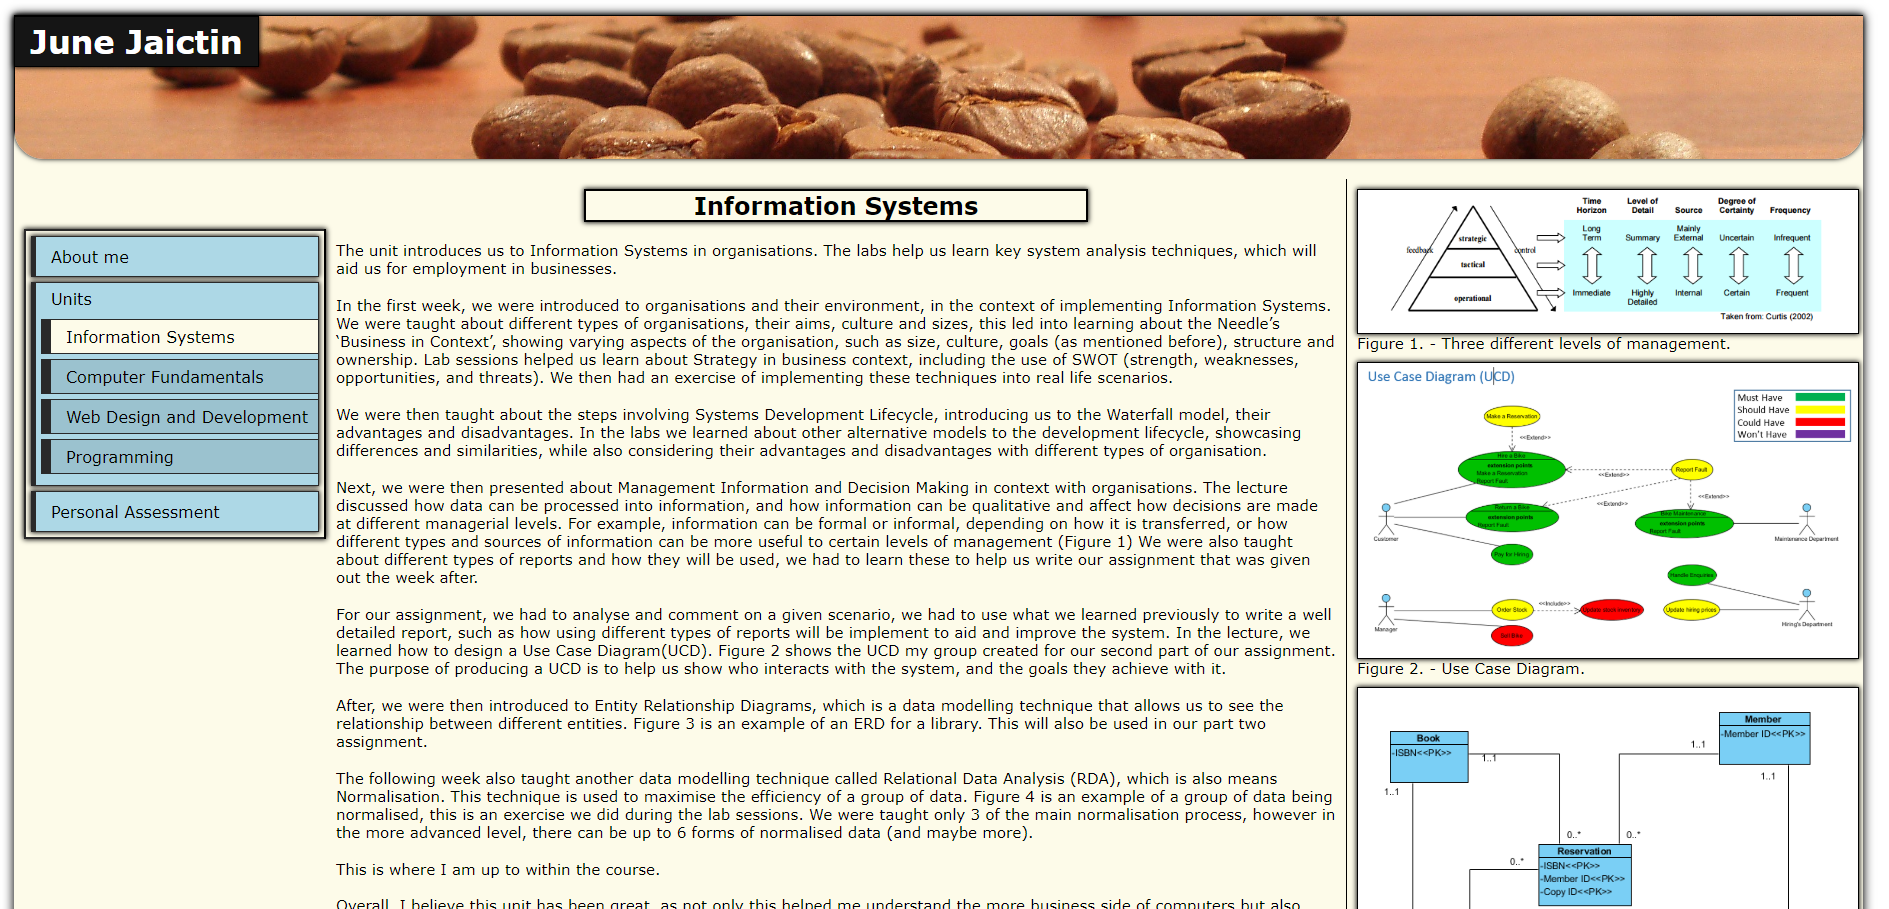 June Jaictin
About me
Units
Information Systems
Computer Fundamentals
Web Design and Development
Programming
Personal Assessment
Information Systems
The unit introduces us to Information Systems in organisations. The labs help us learn key system analysis techniques, which will
aid us for employment in businesses.
In the first week, we were introduced to organisations and their environment, in the context of implementing Information Systems.
We were taught about different types of organisations, their aims, culture and sizes, this led into learning about the Needle’s
‘Business in Context’, showing varying aspects of the organisation, such as size, culture, goals (as mentioned before), structure and
ownership. Lab sessions helped us learn about Strategy in business context, including the use of SWOT (strength, weaknesses,
opportunities, and threats). We then had an exercise of implementing these techniques into real life scenarios.
We were then taught about the steps involving Systems Development Lifecycle, introducing us to the Waterfall model, their
advantages and disadvantages. In the labs we learned about other alternative models to the development lifecycle, showcasing
differences and similarities, while also considering their advantages and disadvantages with different types of organisation.
Next, we were then presented about Management Information and Decision Making in context with organisations. The lecture
discussed how data can be processed into information, and how information can be qualitative and affect how decisions are made
at different managerial levels. For example, information can be formal or informal, depending on how it is transferred, or how
different types and sources of information can be more useful to certain levels of management (Figure 1) We were also taught
about different types of reports and how they will be used, we had to learn these to help us write our assignment that was given
out the week after.
For our assignment, we had to analyse and comment on a given scenario, we had to use what we learned previously to write a well
detailed report, such as how using different types of reports will be implement to aid and improve the system. In the lecture, we
learned how to design a Use Case Diagram(UCD). Figure 2 shows the UCD my group created for our second part of our assignment.
The purpose of producing a UCD is to help us show who interacts with the system, and the goals they achieve with it.
After, we were then introduced to Entity Relationship Diagrams, which is a data modelling technique that allows us to see the
relationship between different entities. Figure 3 is an example of an ERD for a library. This will also be used in our part two
assignment.
The following week also taught another data modelling technique called Relational Data Analysis (RDA), which is also means
Normalisation. This technique is used to maximise the efficiency of a group of data. Figure 4 is an example of a group of data being
normalised, this is an exercise we did during the lab sessions. We were taught only 3 of the main normalisation process, however in
the more advanced level, there can be up to 6 forms of normalised data (and maybe more).
This is where I am up to within the course.
Overall, I believe this unit has been great, as not only this helped me understand the more business side of computers but also
Time Horizon Level of Detail Source Degree of Certainty Frequency
feedback strategic control Long Term Summary Mainly External Uncertain Infrequent
tactical
operational Immediate Highly Detailed Internal Certain Frequent
Taken from: Curtis (2002)
Figure 1. - Three different levels of management.
Use Case Diagram (UCD)
Must Have
Should Have
Could Have
Won't Have
Make a Reservation
<<Extend>>
Hire a Bike
extension points
Make a Reservation
Report Fault
<<Extend>>
Report Fault
<<Extend>>
<<Extend>>
Return a Bike
extension points
Report Fault
Bike Maintenance
extension points
Report Fault
Customer
Maintenance Department
Pay for Hiring
Handle Enquiries
Order Stock
<<Include>>
Update stock inventory
Update hiring prices
Manager
Hiring's Department
Sell Bike
Figure 2. - Use Case Diagram.
Member
-Member ID<<PK>>
Book
-ISBN<<PK>>
1..1
1..1
1..1
1..1
0..*
0..*
Reservation
0..*
-ISBN<<PK>>
-Member ID<<PK>>
-Copy ID<<PK>>